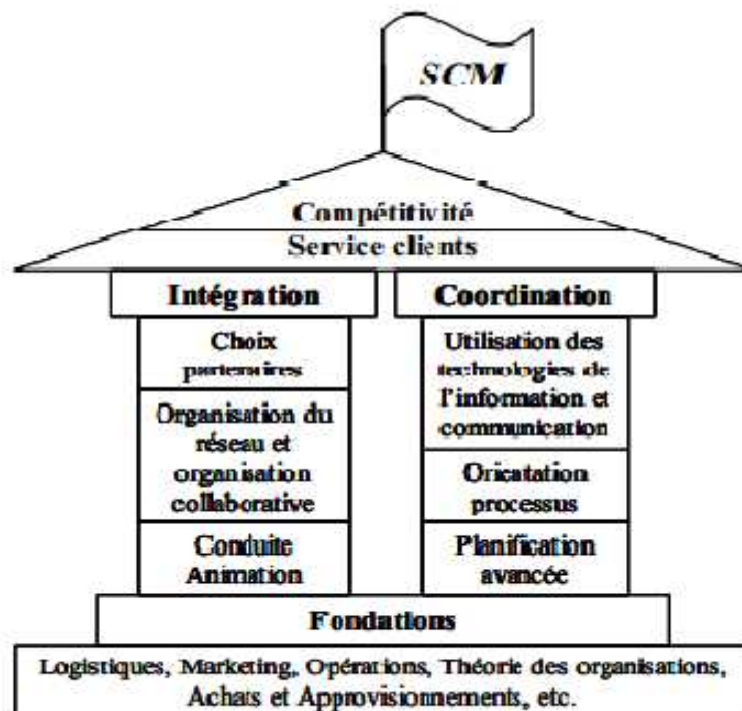 SCM
Compétitivité
Service clients
Intégration
Choix
partenaires
Organisation du
réseau et
organisation
collaborative
Conduite
Animation
Coordination
Utilisation des
technologies de
l'information et
communication
Orientation
processus
Planification
avancée
Fondations
Logistiques, Marketing, Opérations, Théorie des organisations,
Achats et Approvisionnements, etc.